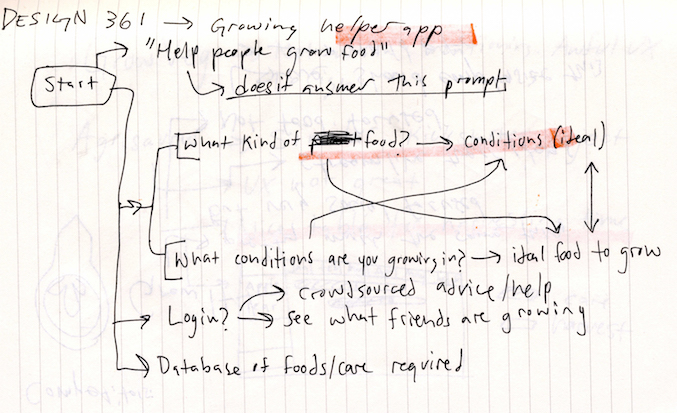 DESIGN 361 → Growing helper app
"Help people grow food"
Start
→ does it answer this prompt
What kind of food? → conditions (ideal)
What conditions are you growing in? → ideal food to grow
→ crowdsourced advice/help
Login? → see what friends are growing
Database of foods/care required